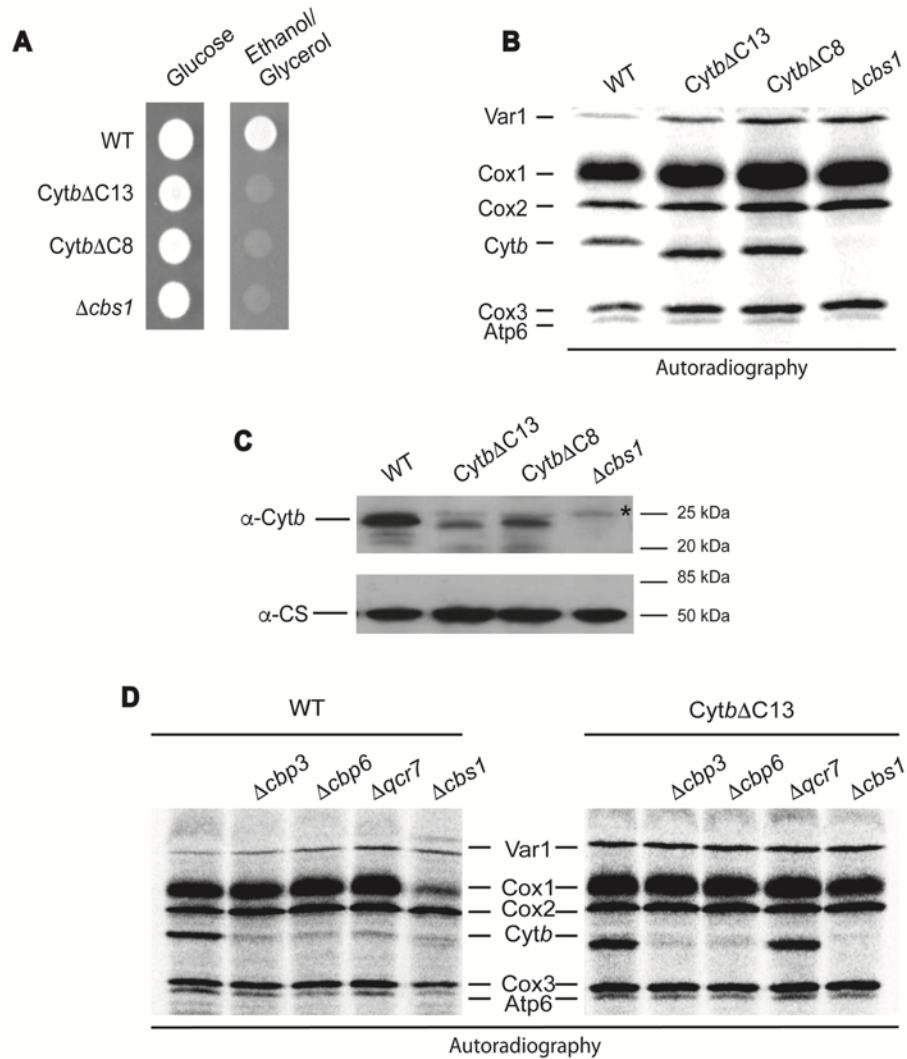 A
Glucose
Ethanol/
Glycerol
WT
CytbΔC13
CytbΔC8
Δcbs1
B
WT
CytbΔC13
CytbΔC8
Δcbs1
Var1
Cox1
Cox2
Cytb
Cox3
Atp6
Autoradiography
C
WT
CytbΔC13
CytbΔC8
Δcbs1
α-Cytb
*
25 kDa
20 kDa
85 kDa
α-CS
50 kDa
D
WT
CytbΔC13
Δcbp3
Δcbp6
Δqcr7
Δcbs1
Δcbp3
Δcbp6
Δqcr7
Δcbs1
Var1
Cox1
Cox2
Cytb
Cox3
Atp6
Autoradiography